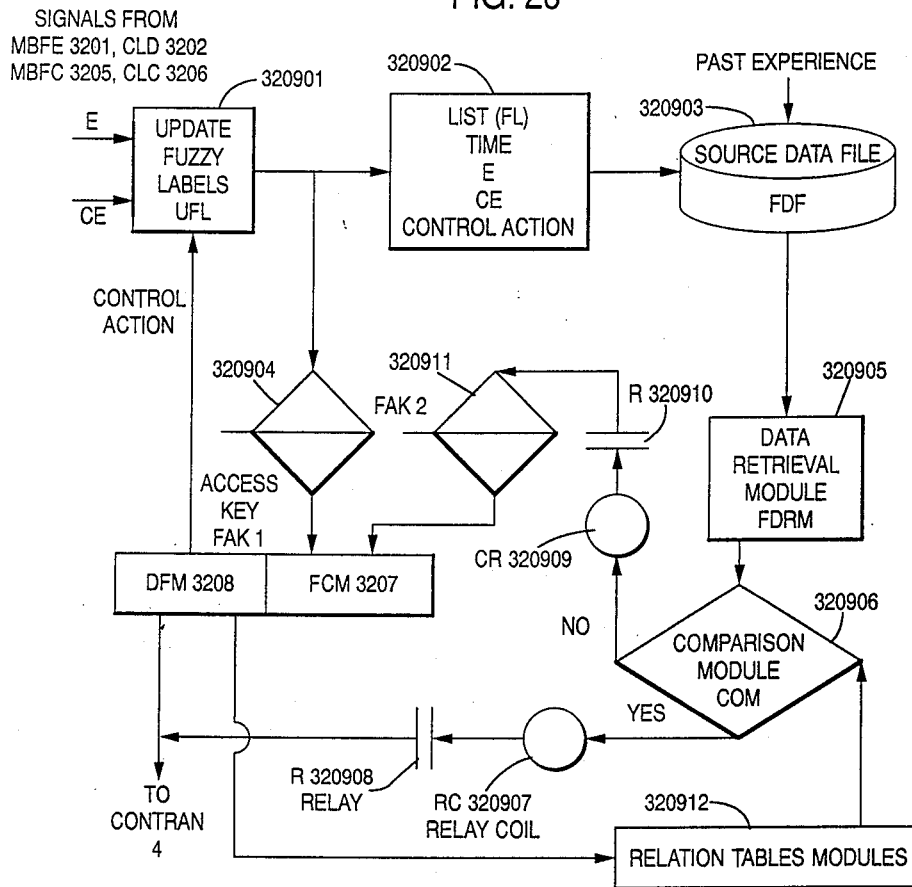 FIG. 20
SIGNALS FROM
MBFE 3201, CLD 3202
MBFC 3205, CLC 3206
320901
320902
PAST EXPERIENCE
320903
E
CE
UPDATE
FUZZY
LABELS
UFL
LIST (FL)
TIME
E
CE
CONTROL ACTION
SOURCE DATA FILE
FDF
CONTROL
ACTION
320904
320911
FAK 2
R 320910
320905
DATA
RETRIEVAL
MODULE
FDRM
ACCESS
KEY
FAK 1
CR 320909
DFM 3208
FCM 3207
320906
NO
COMPARISON
MODULE
COM
YES
R 320908
RELAY
RC 320907
RELAY COIL
TO
CONTRAN
4
320912
RELATION TABLES MODULES